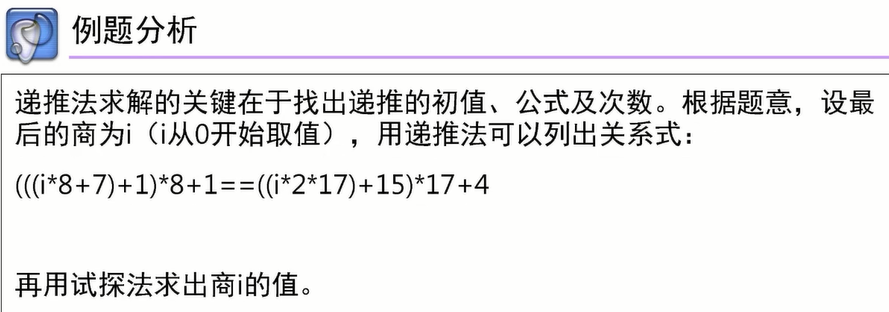 例题分析
递推法求解的关键在于找出递推的初值、公式及次数。根据题意，设最
后的商为i（i从0开始取值），用递推法可以列出关系式：
(((i*8+7)+1)*8+1==((i*2*17)+15)*17+4
再用试探法求出商i的值。